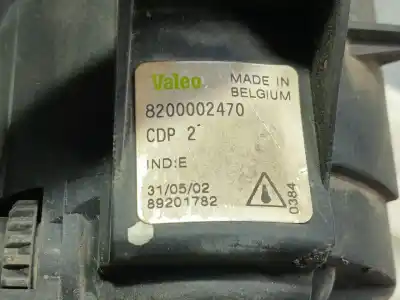 Valeo
MADE IN
BELGIUM
8200002470
CDP 2
IND:E
31/05/02
89201782
0384